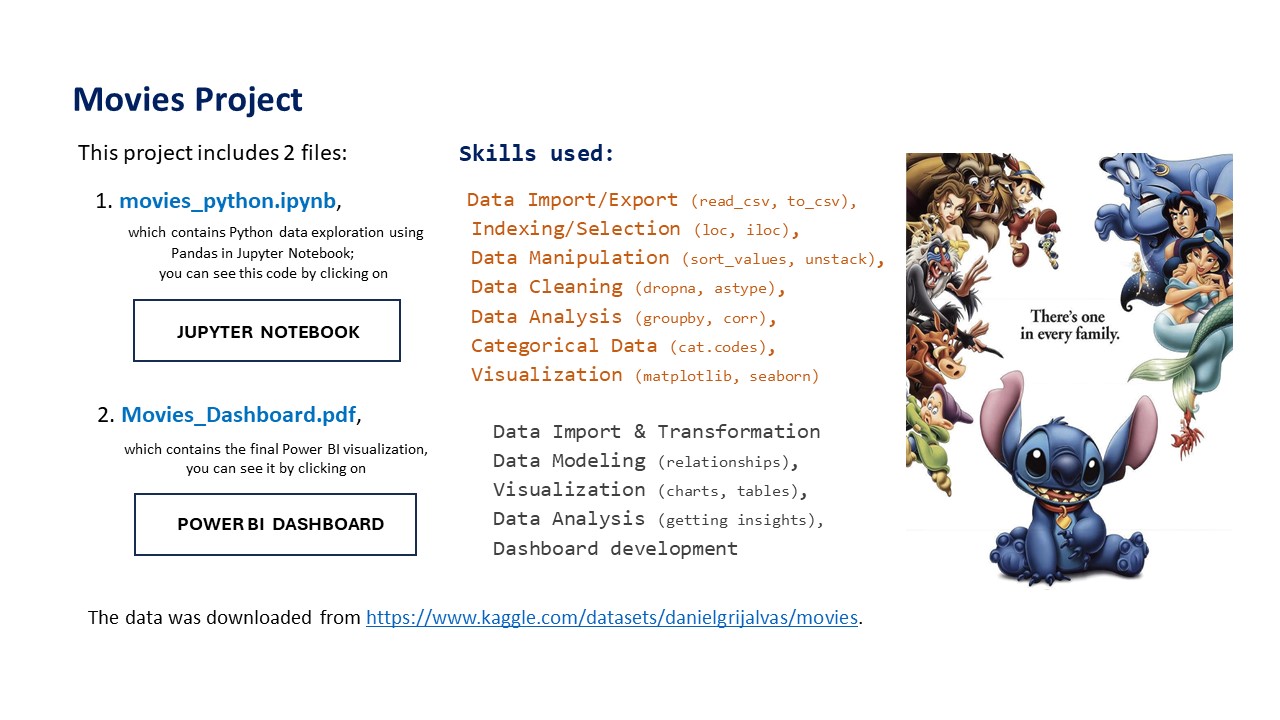 Movies Project
This project includes 2 files:
1. movies_python.ipynb,
which contains Python data exploration using
Pandas in Jupyter Notebook;
you can see this code by clicking on
JUPYTER NOTEBOOK
2. Movies_Dashboard.pdf,
which contains the final Power BI visualization,
you can see it by clicking on
POWER BI DASHBOARD
Skills used:
Data Import/Export (read_csv, to_csv),
Indexing/Selection (loc, iloc),
Data Manipulation (sort_values, unstack),
Data Cleaning (dropna, astype),
Data Analysis (groupby, corr),
Categorical Data (cat.codes),
Visualization (matplotlib, seaborn)
Data Import & Transformation
Data Modeling (relationships),
Visualization (charts, tables),
Data Analysis (getting insights),
Dashboard development
There's one
in every family.
The data was downloaded from https://www.kaggle.com/datasets/danielgrijalvas/movies.